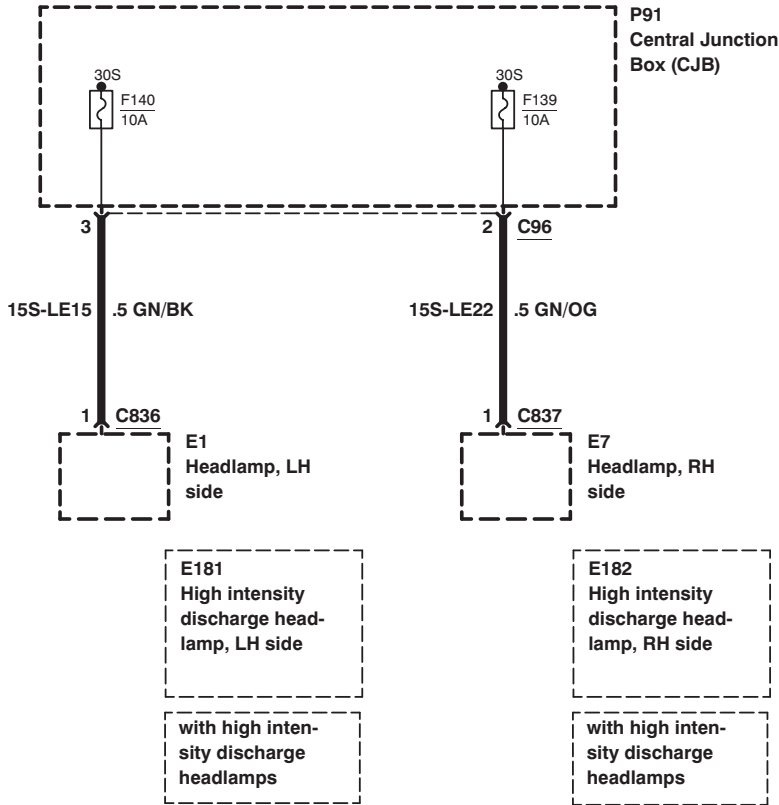 P91
Central Junction
Box (CJB)
30S
F140
10A
30S
F139
10A
3
2 C96
15S-LE15 .5 GN/BK
15S-LE22 .5 GN/OG
1 C836
1 C837
E1
Headlamp, LH
side
E7
Headlamp, RH
side
E181
High intensity
discharge head-
lamp, LH side
E182
High intensity
discharge head-
lamp, RH side
with high inten-
sity discharge
headlamps
with high inten-
sity discharge
headlamps